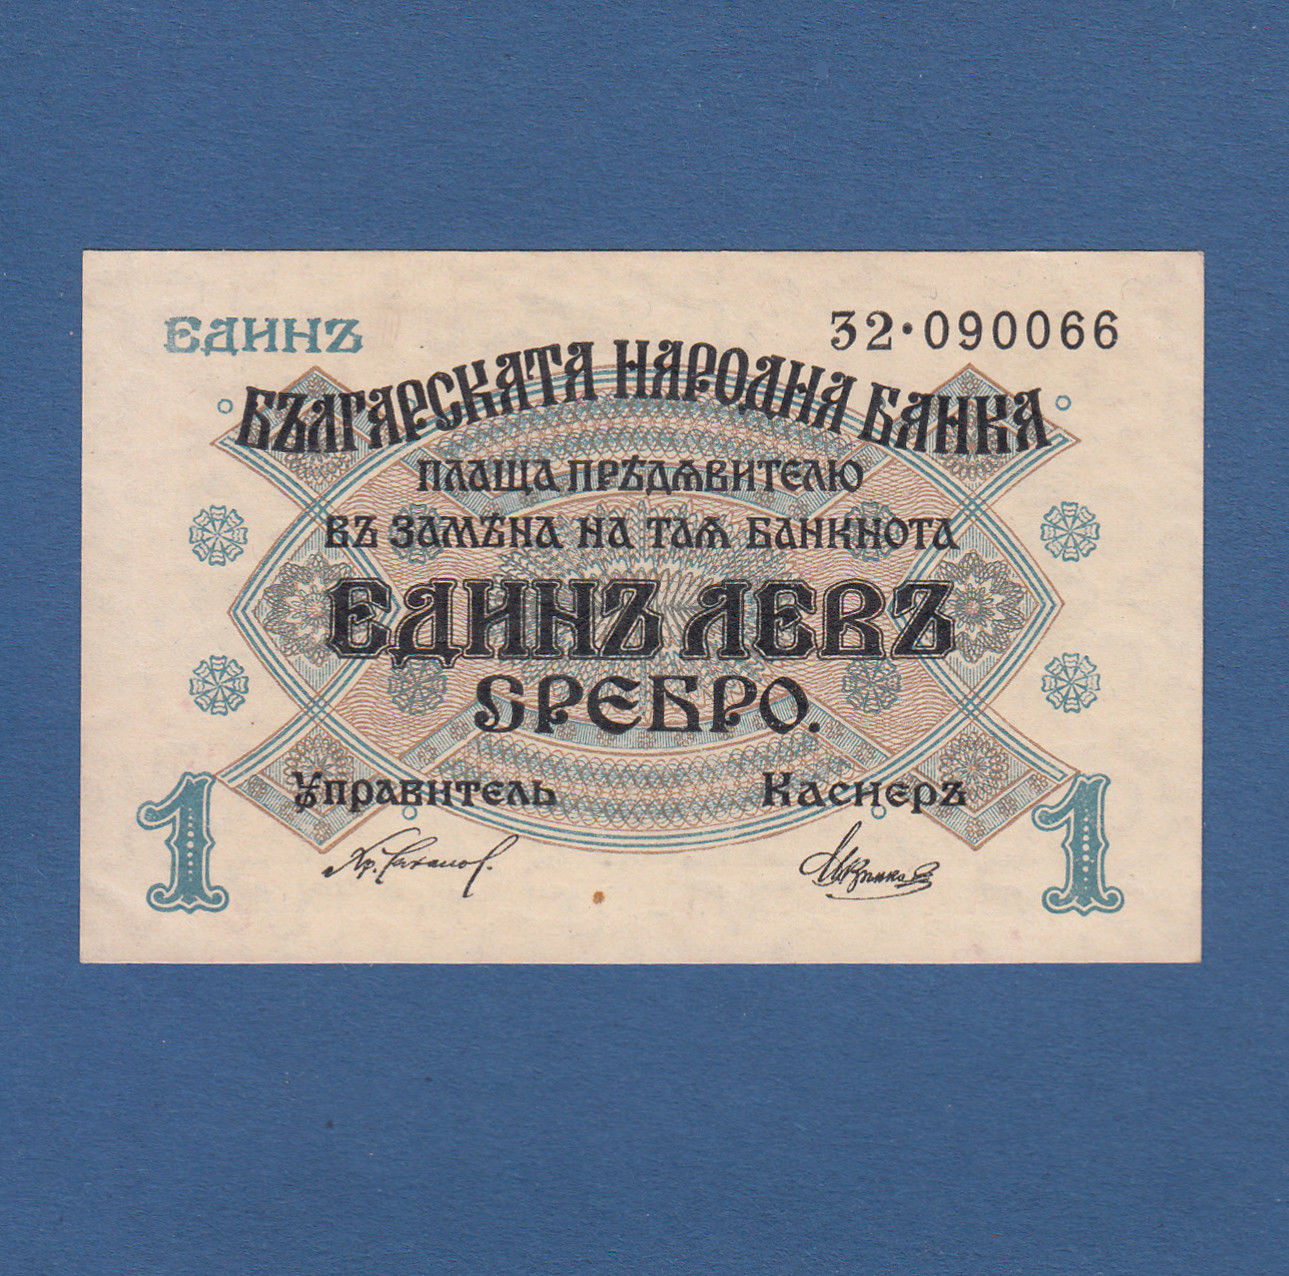 ЕДИНЪ
32·090066
БЪЛГАРСКАТА НАРОДНА БАНКА
ПЛАЩА ПРѢДЯВИТЕЛЮ
ВЪ ЗАМѢНА НА ТАЯ БАНКНОТА
ЕДИНЪ ЛЕВЪ
СРЕБРО.
Управитель Касиеръ
1 1